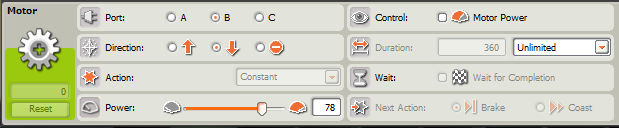 Motor
0
Reset
Port: A B C
Direction:
Action: Constant
Power: 78
Control: Motor Power
Duration: 360 Unlimited
Wait: Wait for Completion
Next Action: Brake Coast